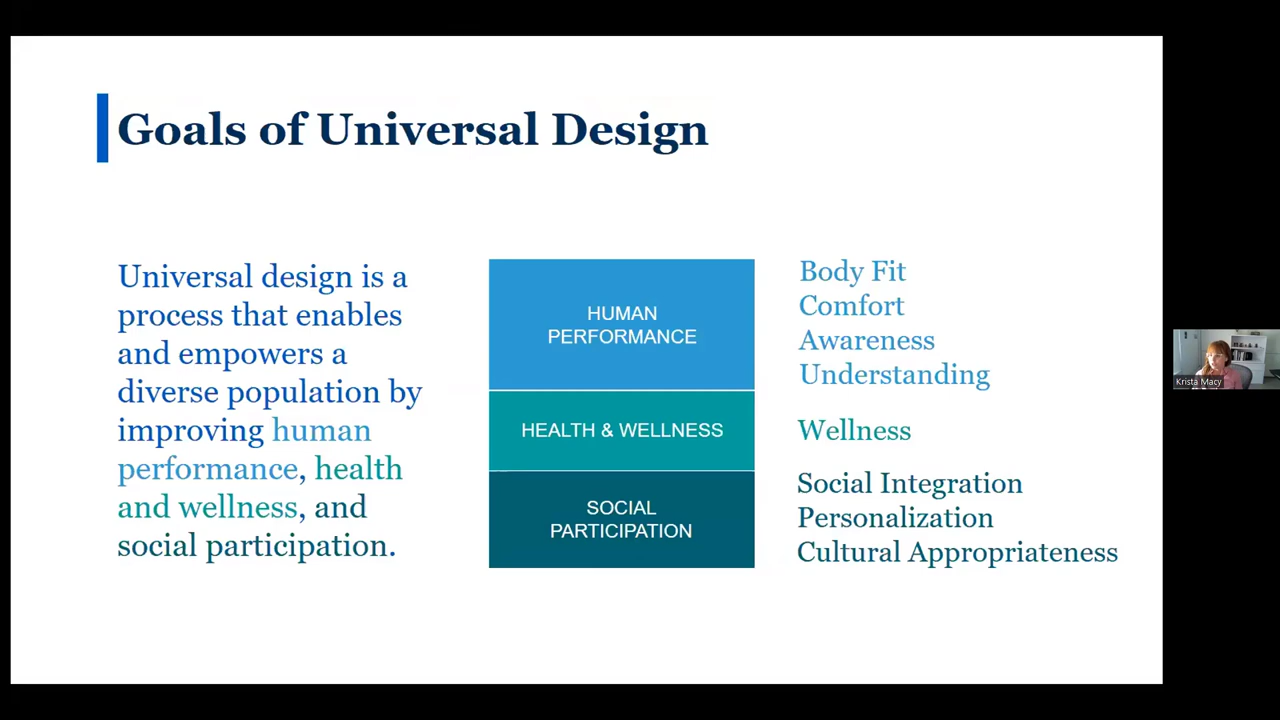 Goals of Universal Design
Universal design is a
process that enables
and empowers a
diverse population by
improving human
performance, health
and wellness, and
social participation.
HUMAN
PERFORMANCE
HEALTH & WELLNESS
SOCIAL
PARTICIPATION
Body Fit
Comfort
Awareness
Understanding
Wellness
Social Integration
Personalization
Cultural Appropriateness
Krista Macy